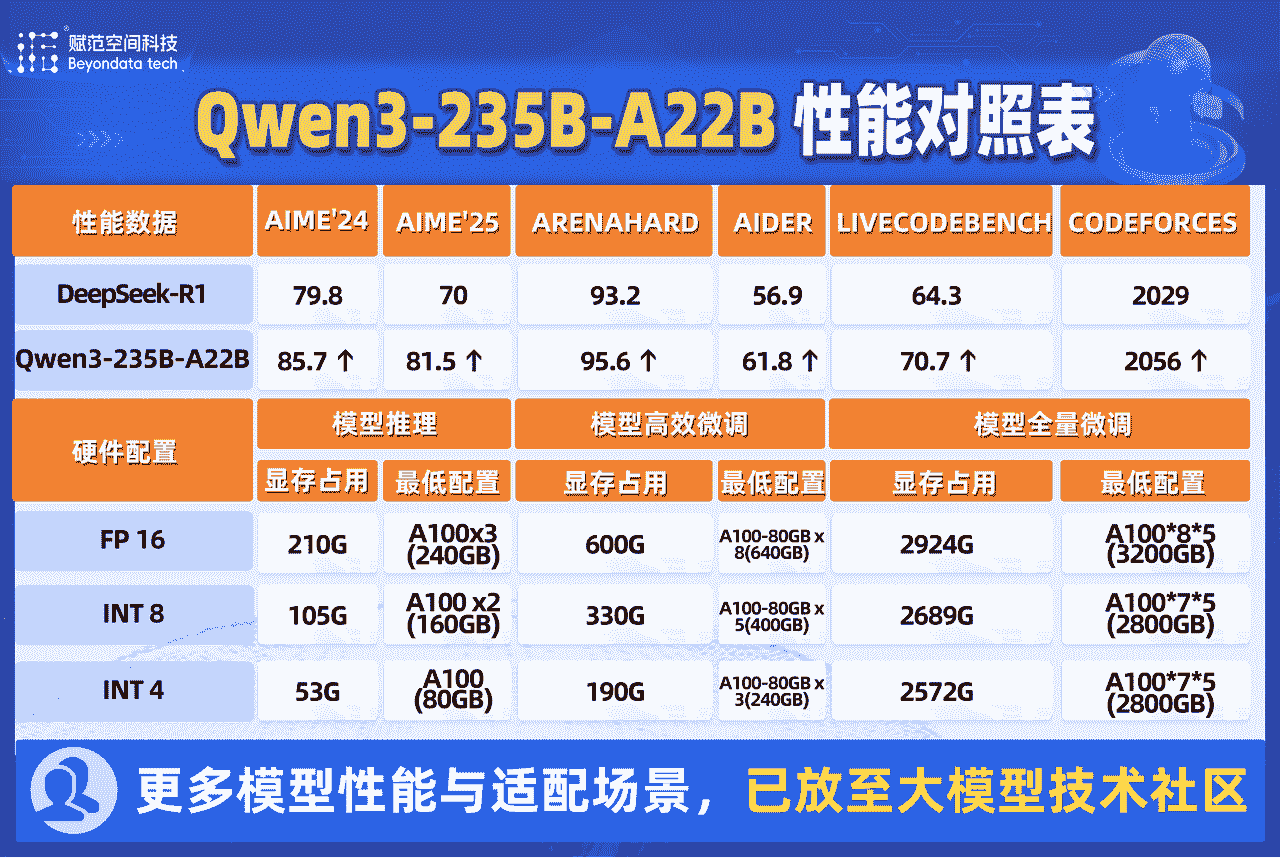 赋范空间科技
Beyondata tech
Qwen3-235B-A22B 性能对照表
性能数据 AIME'24 AIME'25 ARENAHARD AIDER LIVECODEBENCH CODEFORCES
DeepSeek-R1 79.8 70 93.2 56.9 64.3 2029
Qwen3-235B-A22B 85.7 ↑ 81.5 ↑ 95.6 ↑ 61.8 ↑ 70.7 ↑ 2056 ↑
硬件配置 模型推理 模型高效微调 模型全量微调
显存占用 最低配置 显存占用 最低配置 显存占用 最低配置
FP 16 210G A100x3 (240GB) 600G A100-80GB x 8(640GB) 2924G A100*8*5 (3200GB)
INT 8 105G A100 x2 (160GB) 330G A100-80GB x 5(400GB) 2689G A100*7*5 (2800GB)
INT 4 53G A100 (80GB) 190G A100-80GB x 3(240GB) 2572G A100*7*5 (2800GB)
更多模型性能与适配场景，已放至大模型技术社区